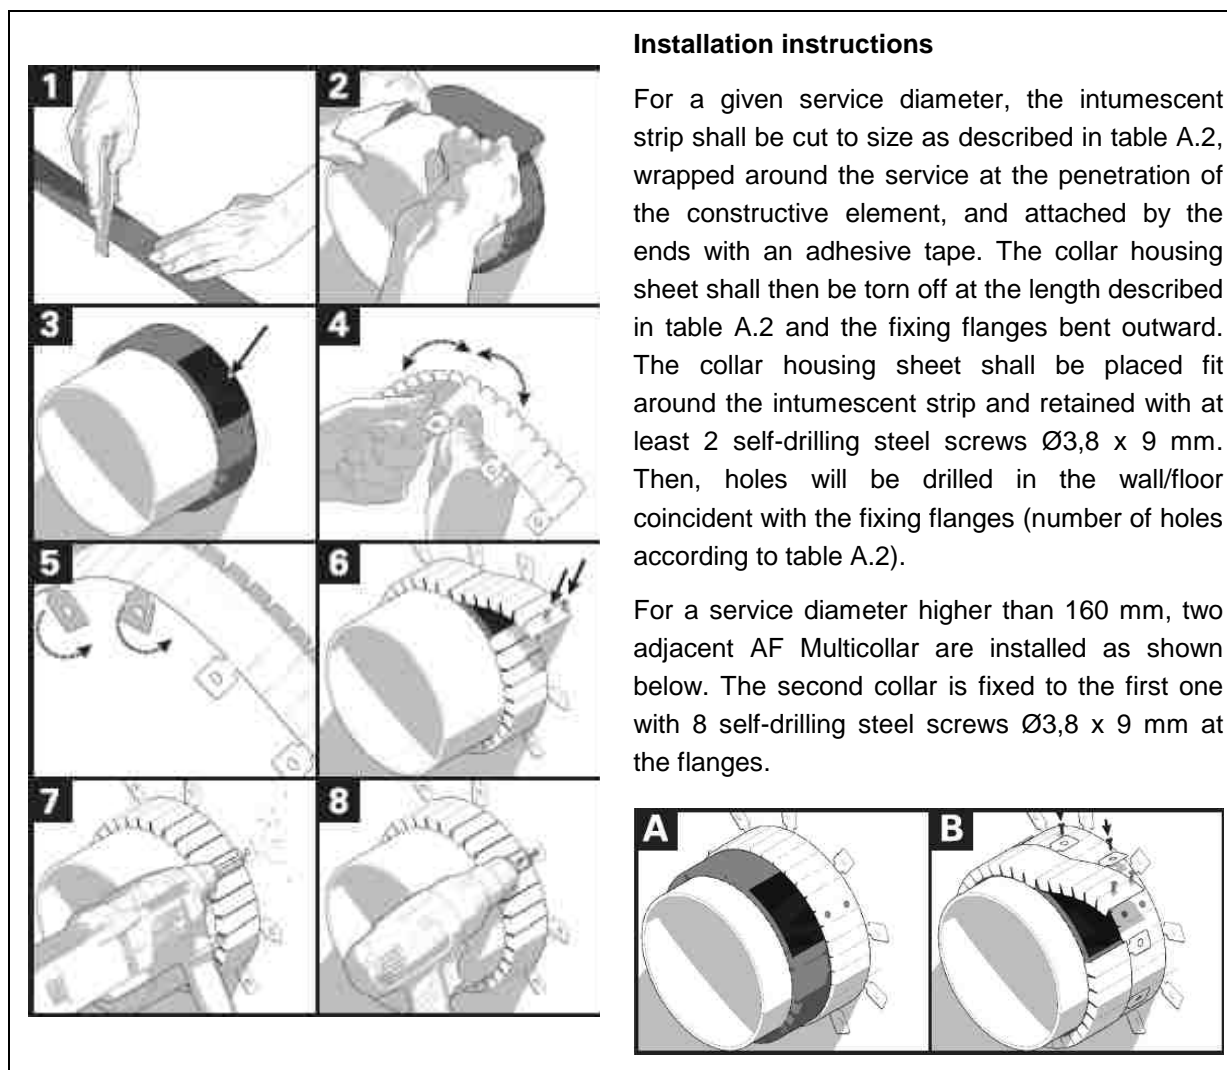 Installation instructions
For a given service diameter, the intumescent
strip shall be cut to size as described in table A.2,
wrapped around the service at the penetration of
the constructive element, and attached by the
ends with an adhesive tape. The collar housing
sheet shall then be torn off at the length described
in table A.2 and the fixing flanges bent outward.
The collar housing sheet shall be placed fit
around the intumescent strip and retained with at
least 2 self-drilling steel screws Ø3,8 x 9 mm.
Then, holes will be drilled in the wall/floor
coincident with the fixing flanges (number of holes
according to table A.2).
For a service diameter higher than 160 mm, two
adjacent AF Multicollar are installed as shown
below. The second collar is fixed to the first one
with 8 self-drilling steel screws Ø3,8 x 9 mm at
the flanges.
1
2
3
4
5
6
7
8
A
B